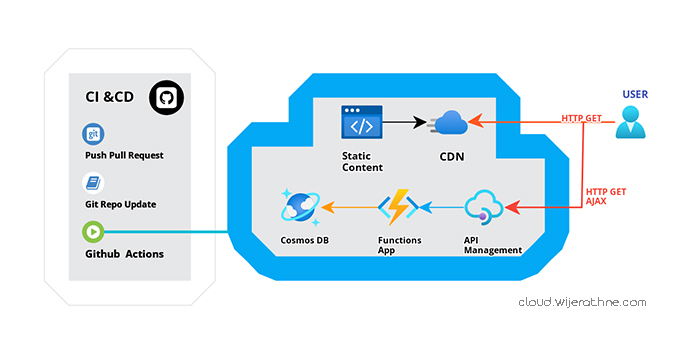 CI &CD
git
Push Pull Request
Git Repo Update
Github Actions
USER
HTTP GET
Static
Content
CDN
HTTP GET
AJAX
Cosmos DB
Functions
App
API
Management
cloud.wijerathne.com